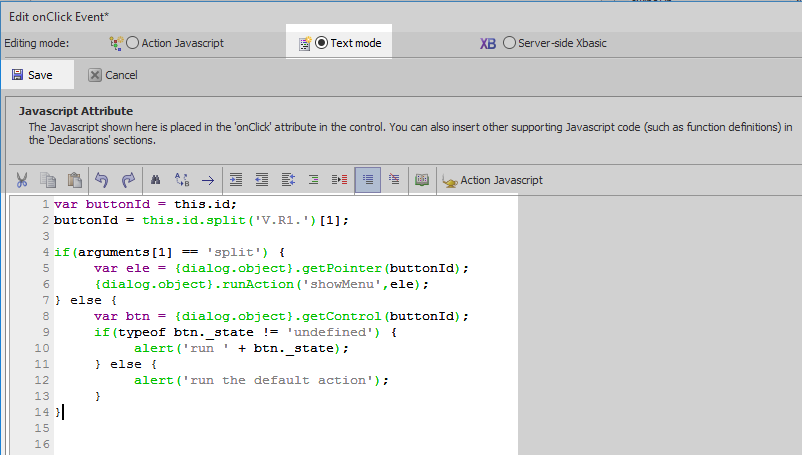 Edit onClick Event*
Editing mode: Action Javascript Text mode XB Server-side Xbasic
Save Cancel
Javascript Attribute
The Javascript shown here is placed in the 'onClick' attribute in the control. You can also insert other supporting Javascript code (such as function definitions) in
the 'Declarations' sections.
Action Javascript
1 var buttonId = this.id;
2 buttonId = this.id.split('V.R1.')[1];
3
4 if(arguments[1] == 'split') {
5 var ele = {dialog.object}.getPointer(buttonId);
6 {dialog.object}.runAction('showMenu',ele);
7 } else {
8 var btn = {dialog.object}.getControl(buttonId);
9 if(typeof btn._state != 'undefined') {
10 alert('run ' + btn._state);
11 } else {
12 alert('run the default action');
13 }
14 }
15
16